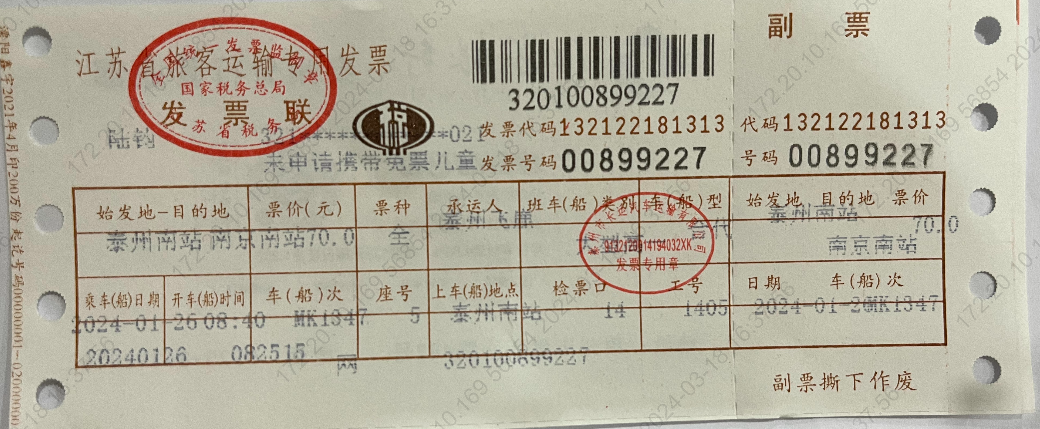 副 票
江苏省旅客运输专用发票
国家税务总局
发 票 联
江苏省税务局
320100899227
陆钧 321*********021
未申请携带免票儿童
发票代码132122181313
代码132122181313
发票号码00899227
号码00899227
始发地-目的地 票价(元) 票种 承运人 班车(船)类别 车(船)型
始发地 目的地 票价
泰州南站 南京南站70.0 全
泰州南站 70.0
南京南站
发票专用章
乘车(船)日期 开车(船)时间 车(船)次 座号 上车(船)地点 检票口 工号
日期 车(船)次
2024-01-26 08:40 MK1347 5 泰州南站 14 1405
2024-01-26MK1347
20240126 082515 网 320100899227
副票撕下作废